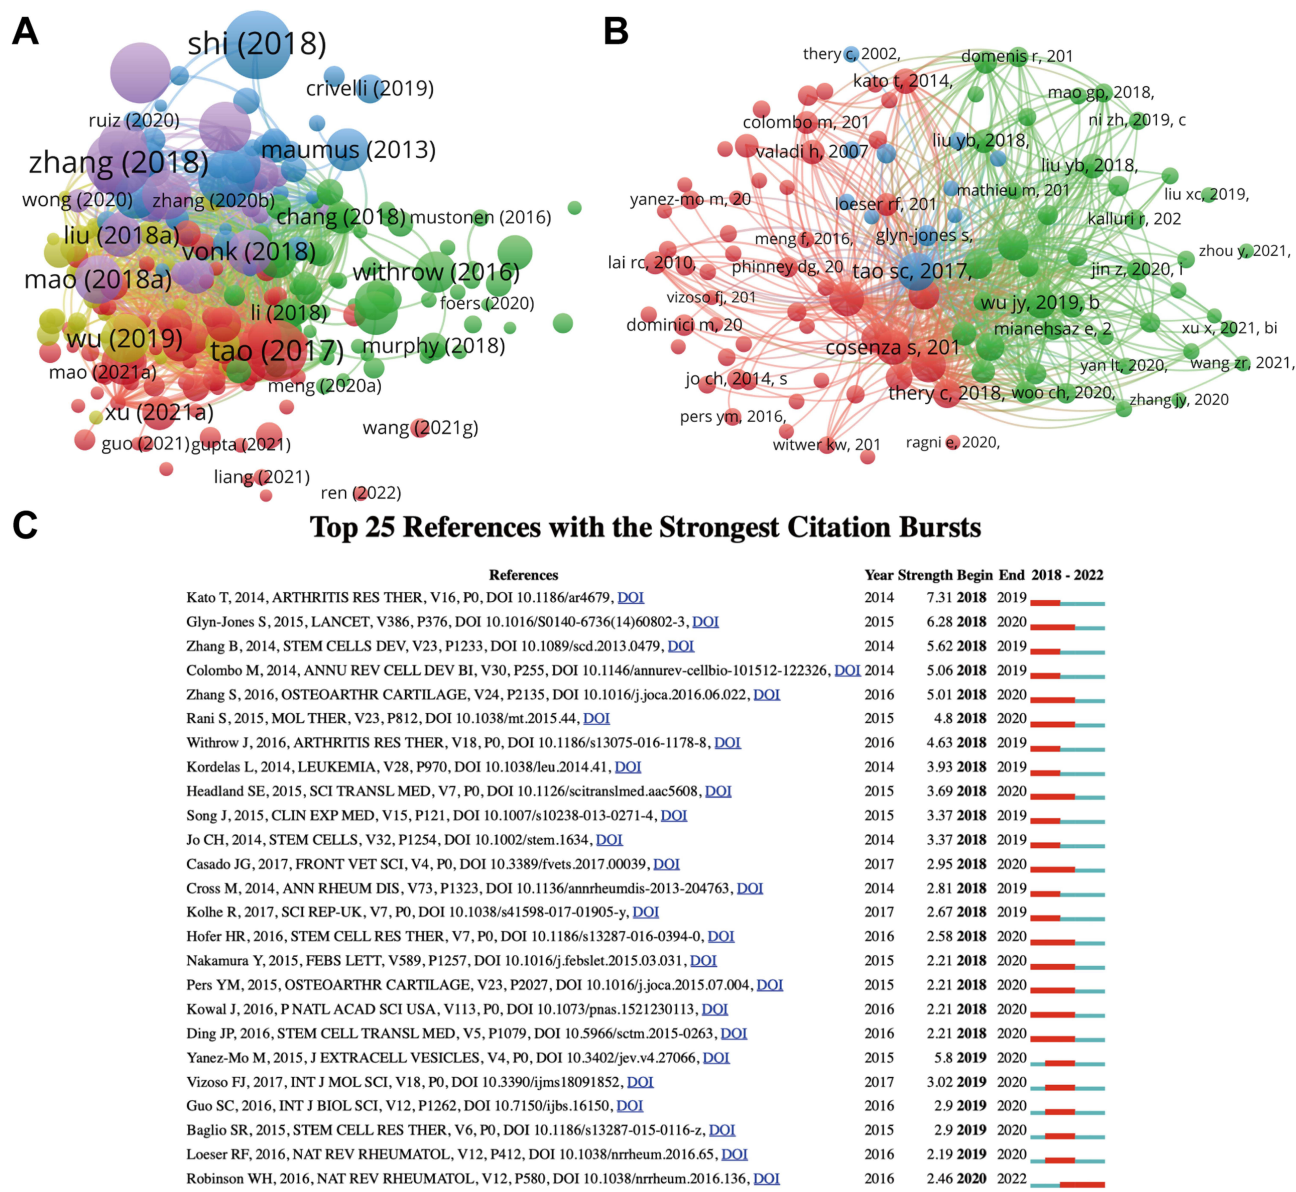 A
shi (2018)
crivelli (2019)
ruiz (2020)
maumus (2013)
zhang (2018)
wong (2020)
zhang (2020b)
chang (2018)
mustonen (2016)
liu (2018a)
vonk (2018)
mao (2018a)
withrow (2016)
foers (2020)
li (2018)
wu (2019)
tao (2017)
murphy (2018)
mao (2021a)
meng (2020a)
xu (2021a)
wang (2021g)
guo (2021)
gupta (2021)
liang (2021)
ren (2022)
B
thery c, 2002,
domenis r, 201
kato t, 2014,
mao gp, 2018,
colombo m, 201
ni zh, 2019, c
valadi h, 2007
liu yb, 2018,
liu yb, 2018,
yanez-mo m, 20
mathieu m, 201
liu xc, 2019,
loeser rf, 201
kalluri r, 202
meng f, 2016,
glyn-jones s,
zhou y, 2021,
lai rc, 2010,
phinney dg, 20
tao sc, 2017,
jin z, 2020, i
vizoso fj, 201
wu jy, 2019, b
dominici m, 20
mianehsaz e, 2
xu x, 2021, bi
cosenza s, 201
yan lt, 2020,
wang zr, 2021,
jo ch, 2014, s
thery c, 2018,
woo ch, 2020,
zhang jy, 2020
pers ym, 2016,
witwer kw, 201
ragni e, 2020,
C
Top 25 References with the Strongest Citation Bursts
References Year Strength Begin End 2018 - 2022
Kato T, 2014, ARTHRITIS RES THER, V16, P0, DOI 10.1186/ar4679, DOI 2014 7.31 2018 2019
Glyn-Jones S, 2015, LANCET, V386, P376, DOI 10.1016/S0140-6736(14)60802-3, DOI 2015 6.28 2018 2020
Zhang B, 2014, STEM CELLS DEV, V23, P1233, DOI 10.1089/scd.2013.0479, DOI 2014 5.62 2018 2019
Colombo M, 2014, ANNU REV CELL DEV BI, V30, P255, DOI 10.1146/annurev-cellbio-101512-122326, DOI 2014 5.06 2018 2019
Zhang S, 2016, OSTEOARTHR CARTILAGE, V24, P2135, DOI 10.1016/j.joca.2016.06.022, DOI 2016 5.01 2018 2020
Rani S, 2015, MOL THER, V23, P812, DOI 10.1038/mt.2015.44, DOI 2015 4.8 2018 2020
Withrow J, 2016, ARTHRITIS RES THER, V18, P0, DOI 10.1186/s13075-016-1178-8, DOI 2016 4.63 2018 2019
Kordelas L, 2014, LEUKEMIA, V28, P970, DOI 10.1038/leu.2014.41, DOI 2014 3.93 2018 2019
Headland SE, 2015, SCI TRANSL MED, V7, P0, DOI 10.1126/scitranslmed.aac5608, DOI 2015 3.69 2018 2020
Song J, 2015, CLIN EXP MED, V15, P121, DOI 10.1007/s10238-013-0271-4, DOI 2015 3.37 2018 2019
Jo CH, 2014, STEM CELLS, V32, P1254, DOI 10.1002/stem.1634, DOI 2014 3.37 2018 2019
Casado JG, 2017, FRONT VET SCI, V4, P0, DOI 10.3389/fvets.2017.00039, DOI 2017 2.95 2018 2020
Cross M, 2014, ANN RHEUM DIS, V73, P1323, DOI 10.1136/annrheumdis-2013-204763, DOI 2014 2.81 2018 2019
Kolhe R, 2017, SCI REP-UK, V7, P0, DOI 10.1038/s41598-017-01905-y, DOI 2017 2.67 2018 2019
Hofer HR, 2016, STEM CELL RES THER, V7, P0, DOI 10.1186/s13287-016-0394-0, DOI 2016 2.58 2018 2020
Nakamura Y, 2015, FEBS LETT, V589, P1257, DOI 10.1016/j.febslet.2015.03.031, DOI 2015 2.21 2018 2020
Pers YM, 2015, OSTEOARTHR CARTILAGE, V23, P2027, DOI 10.1016/j.joca.2015.07.004, DOI 2015 2.21 2018 2020
Kowal J, 2016, P NATL ACAD SCI USA, V113, P0, DOI 10.1073/pnas.1521230113, DOI 2016 2.21 2018 2020
Ding JP, 2016, STEM CELL TRANSL MED, V5, P1079, DOI 10.5966/sctm.2015-0263, DOI 2016 2.21 2018 2020
Yanez-Mo M, 2015, J EXTRACELL VESICLES, V4, P0, DOI 10.3402/jev.v4.27066, DOI 2015 5.8 2019 2020
Vizoso FJ, 2017, INT J MOL SCI, V18, P0, DOI 10.3390/ijms18091852, DOI 2017 3.02 2019 2020
Guo SC, 2016, INT J BIOL SCI, V12, P1262, DOI 10.7150/ijbs.16150, DOI 2016 2.9 2019 2020
Baglio SR, 2015, STEM CELL RES THER, V6, P0, DOI 10.1186/s13287-015-0116-z, DOI 2015 2.9 2019 2020
Loeser RF, 2016, NAT REV RHEUMATOL, V12, P412, DOI 10.1038/nrrheum.2016.65, DOI 2016 2.19 2019 2020
Robinson WH, 2016, NAT REV RHEUMATOL, V12, P580, DOI 10.1038/nrrheum.2016.136, DOI 2016 2.46 2020 2022